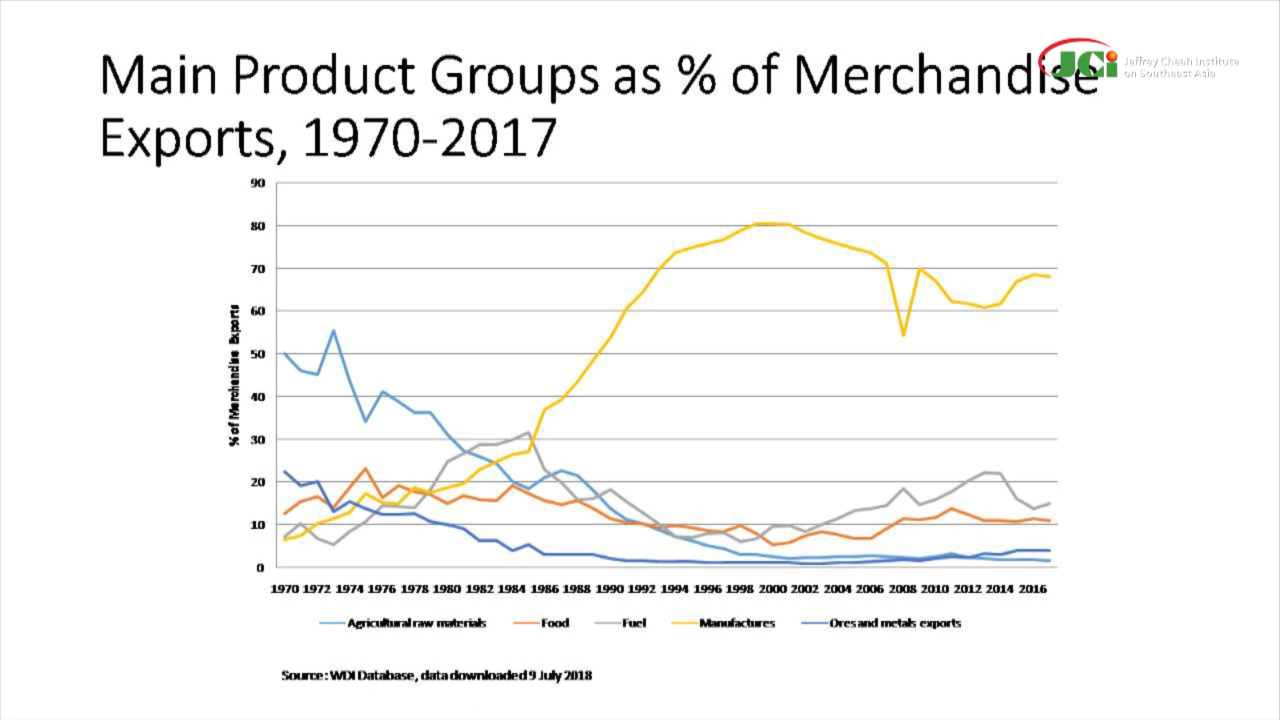 Main Product Groups as % of Merchandise
Exports, 1970-2017
JCi
Jeffrey Cheah Institute
on Southeast Asia
90
80
70
60
50
40
30
20
10
0
% of Merchandise Exports
1970 1972 1974 1976 1978 1980 1982 1984 1986 1988 1990 1992 1994 1996 1998 2000 2002 2004 2006 2008 2010 2012 2014 2016
Agricultural raw materials Food Fuel Manufactures Ores and metals exports
Source: WDI Database, data downloaded 9 July 2018